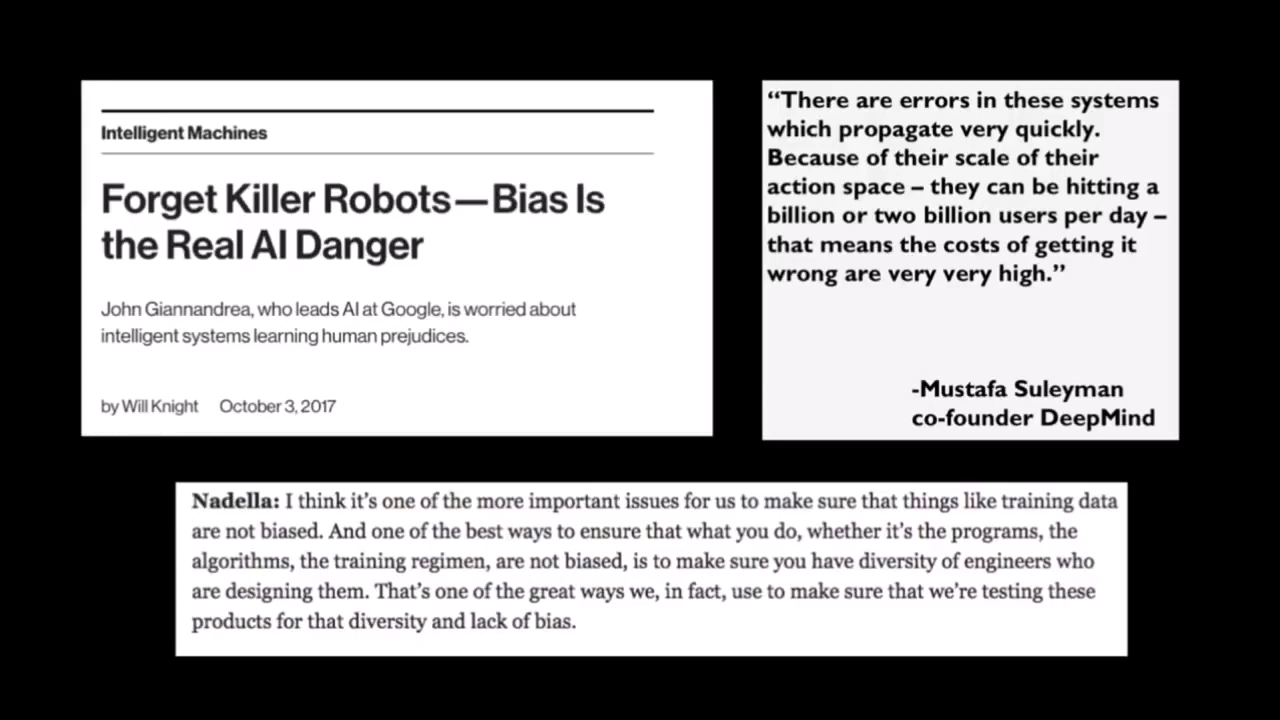 Intelligent Machines
Forget Killer Robots—Bias Is
the Real AI Danger
John Giannandrea, who leads AI at Google, is worried about
intelligent systems learning human prejudices.
by Will Knight October 3, 2017
“There are errors in these systems
which propagate very quickly.
Because of their scale of their
action space – they can be hitting a
billion or two billion users per day –
that means the costs of getting it
wrong are very very high.”
-Mustafa Suleyman
co-founder DeepMind
Nadella: I think it’s one of the more important issues for us to make sure that things like training data
are not biased. And one of the best ways to ensure that what you do, whether it’s the programs, the
algorithms, the training regimen, are not biased, is to make sure you have diversity of engineers who
are designing them. That’s one of the great ways we, in fact, use to make sure that we’re testing these
products for that diversity and lack of bias.